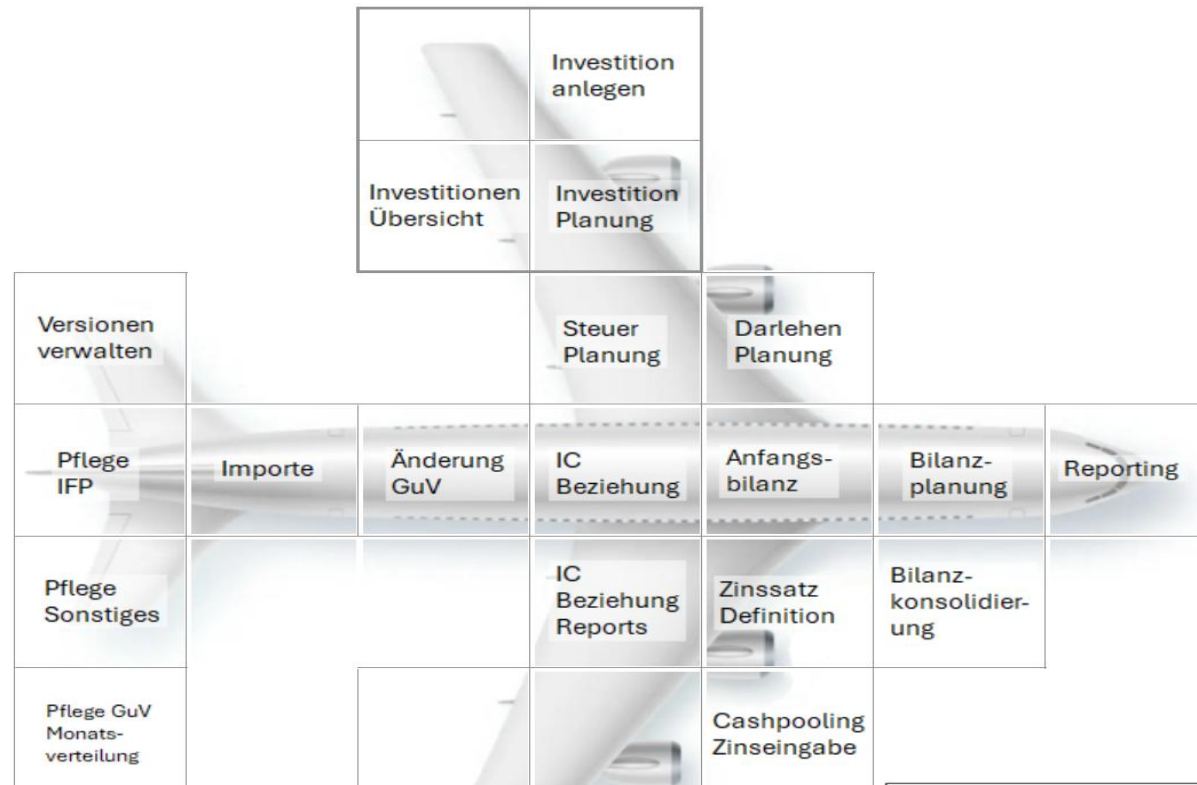 Investition
anlegen
Investitionen
Übersicht
Investition
Planung
Versionen
verwalten
Steuer
Planung
Darlehen
Planung
Pflege
IFP
Importe
Änderung
GuV
IC
Beziehung
Anfangs-
bilanz
Bilanz-
planung
Reporting
Pflege
Sonstiges
IC
Beziehung
Reports
Zinssatz
Definition
Bilanz-
konsolidier-
ung
Pflege GuV
Monats-
verteilung
Cashpooling
Zinseingabe